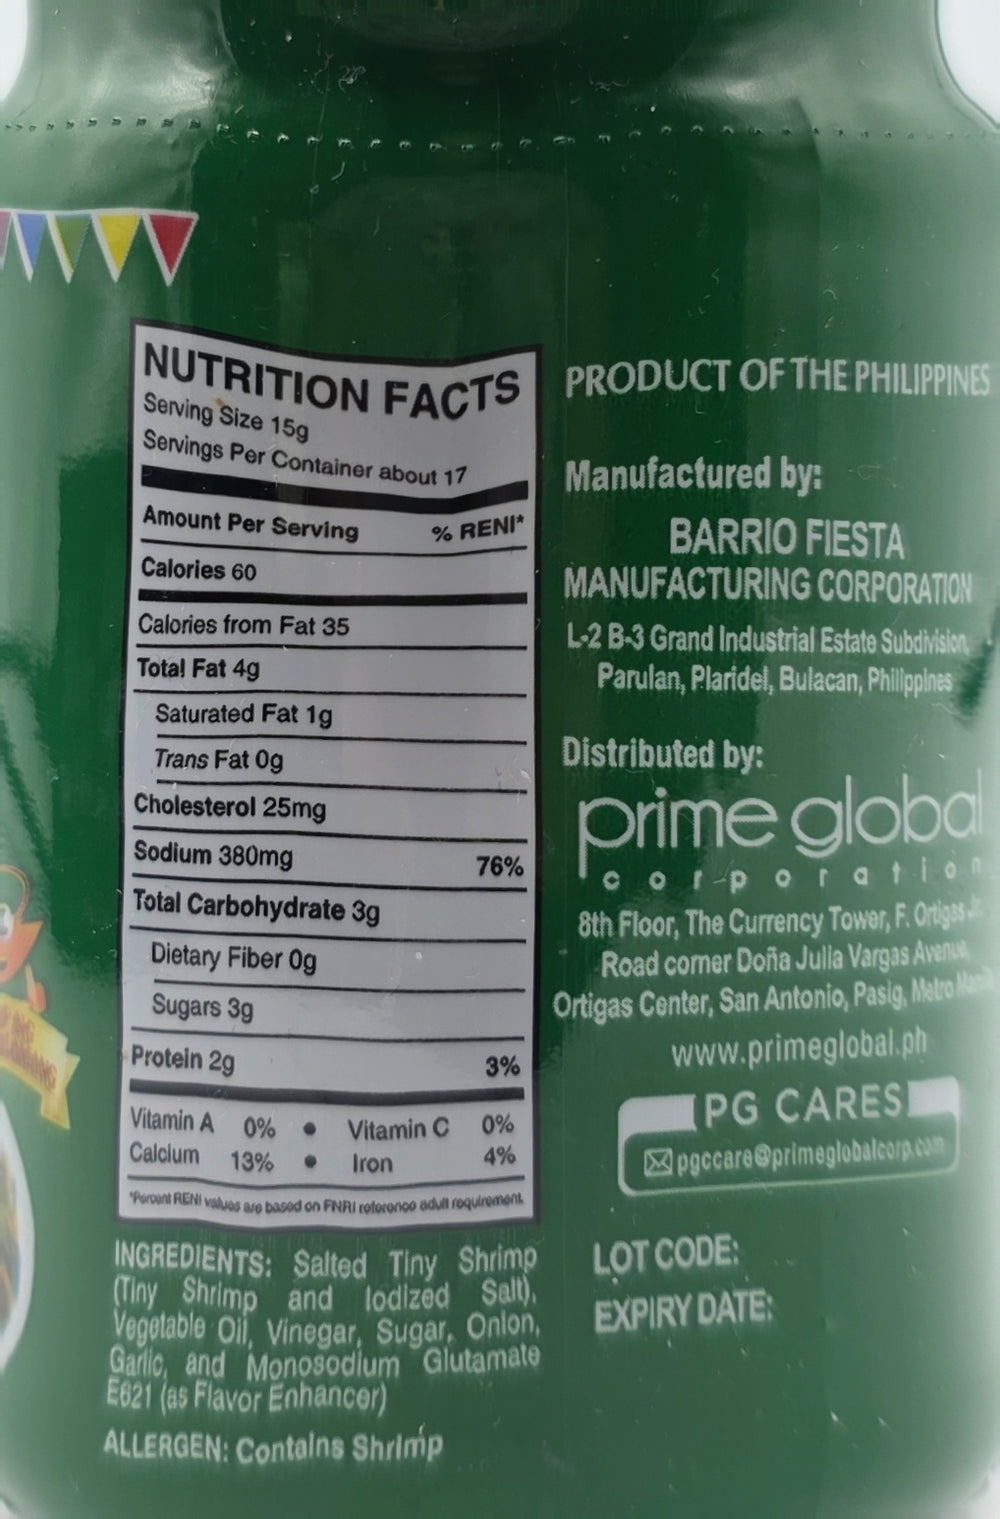 NUTRITION FACTS
Serving Size 15g
Servings Per Container about 17
Amount Per Serving % RENI*
Calories 60
Calories from Fat 35
Total Fat 4g
Saturated Fat 1g
Trans Fat 0g
Cholesterol 25mg
Sodium 380mg 76%
Total Carbohydrate 3g
Dietary Fiber 0g
Sugars 3g
Protein 2g 3%
Vitamin A 0% • Vitamin C 0%
Calcium 13% • Iron 4%
*Percent RENI values are based on FNRI reference adult requirement.
INGREDIENTS: Salted Tiny Shrimp
(Tiny Shrimp and Iodized Salt),
Vegetable Oil, Vinegar, Sugar, Onion,
Garlic, and Monosodium Glutamate
E621 (as Flavor Enhancer)
ALLERGEN: Contains Shrimp
PRODUCT OF THE PHILIPPINES
Manufactured by:
BARRIO FIESTA
MANUFACTURING CORPORATION
L-2 B-3 Grand Industrial Estate Subdivision,
Parulan, Plaridel, Bulacan, Philippines
Distributed by:
prime global
corporation
8th Floor, The Currency Tower, F. Ortigas Jr.
Road corner Doña Julia Vargas Avenue,
Ortigas Center, San Antonio, Pasig, Metro Manila
www.primeglobal.ph
PG CARES
pgccare@primeglobalcorp.com
LOT CODE:
EXPIRY DATE: